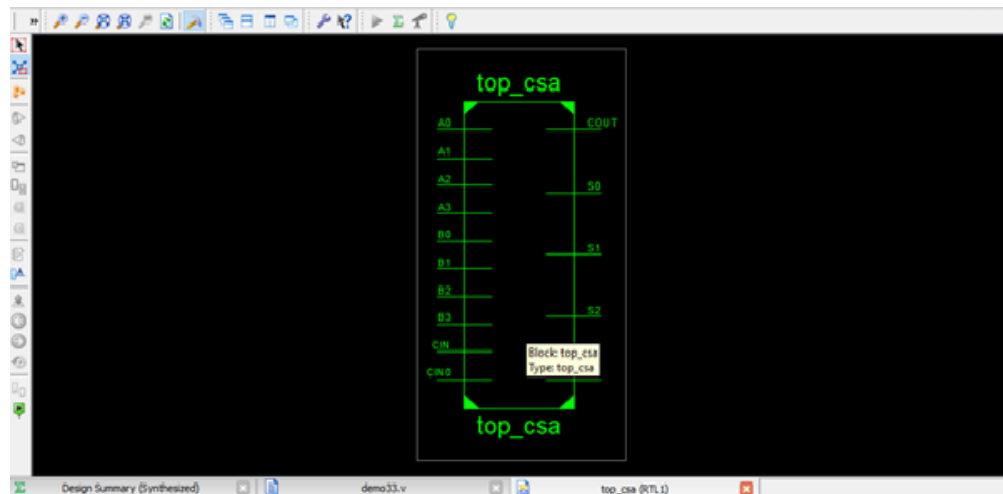 top_csa
A0
COUT
A1
A2
S0
A3
B0
B1
S1
B2
B3
S2
CIN
Block: top_csa
Type: top_csa
CIN0
top_csa
Design Summary (Synthesized)
demo33.v
top_csa (RTL1)